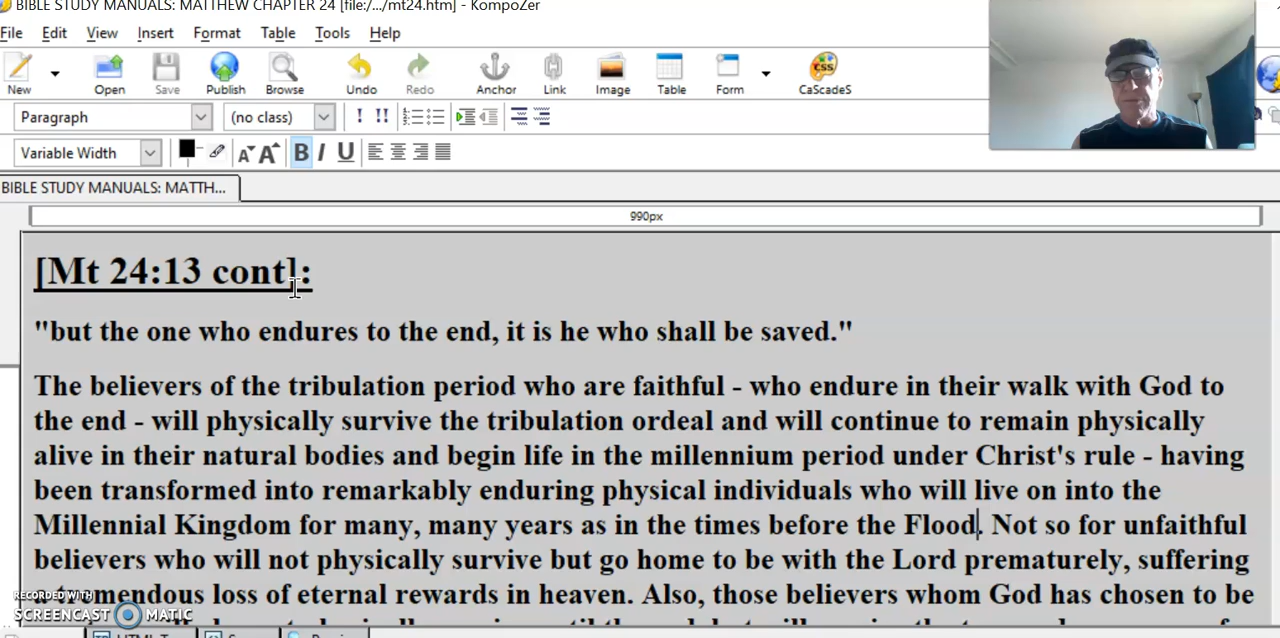 BIBLE STUDY MANUALS: MATTHEW CHAPTER 24 [file:/.../mt24.htm] - KompoZer
File Edit View Insert Format Table Tools Help
New Open Save Publish Browse Undo Redo Anchor Link Image Table Form CaScadeS
Paragraph (no class) ! !!
Variable Width A A B I U
BIBLE STUDY MANUALS: MATTH...
990px
[Mt 24:13 cont]:
"but the one who endures to the end, it is he who shall be saved."
The believers of the tribulation period who are faithful - who endure in their walk with God to
the end - will physically survive the tribulation ordeal and will continue to remain physically
alive in their natural bodies and begin life in the millennium period under Christ's rule - having
been transformed into remarkably enduring physical individuals who will live on into the
Millennial Kingdom for many, many years as in the times before the Flood. Not so for unfaithful
believers who will not physically survive but go home to be with the Lord prematurely, suffering
loss of eternal rewards in heaven. Also, those believers whom God has chosen to be
RECORDED WITH
SCREENCAST MATIC